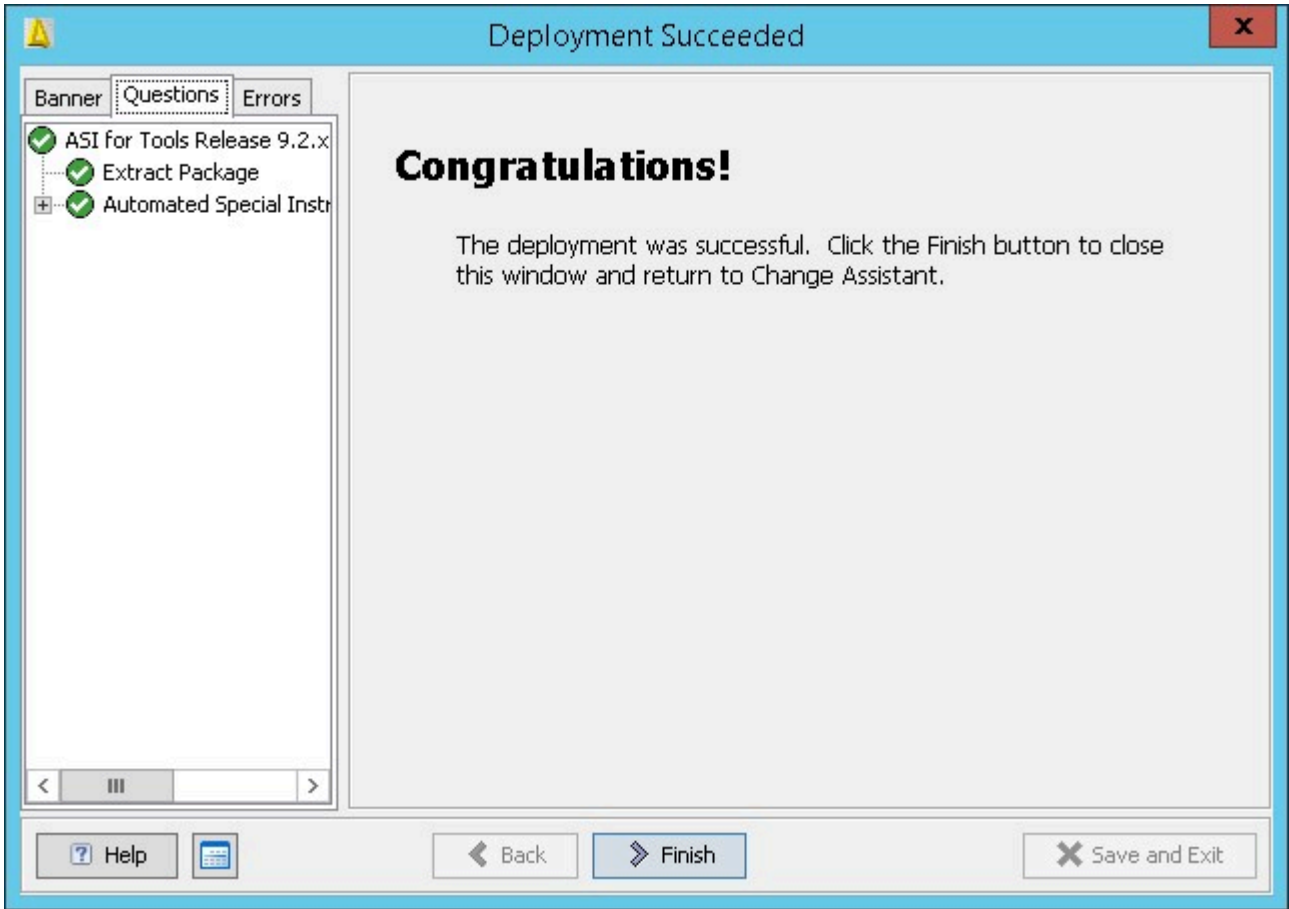 Deployment Succeeded
x
Banner Questions Errors
ASI for Tools Release 9.2.x
Extract Package
Automated Special Instr
Congratulations!
The deployment was successful. Click the Finish button to close
this window and return to Change Assistant.
? Help
Back
Finish
Save and Exit